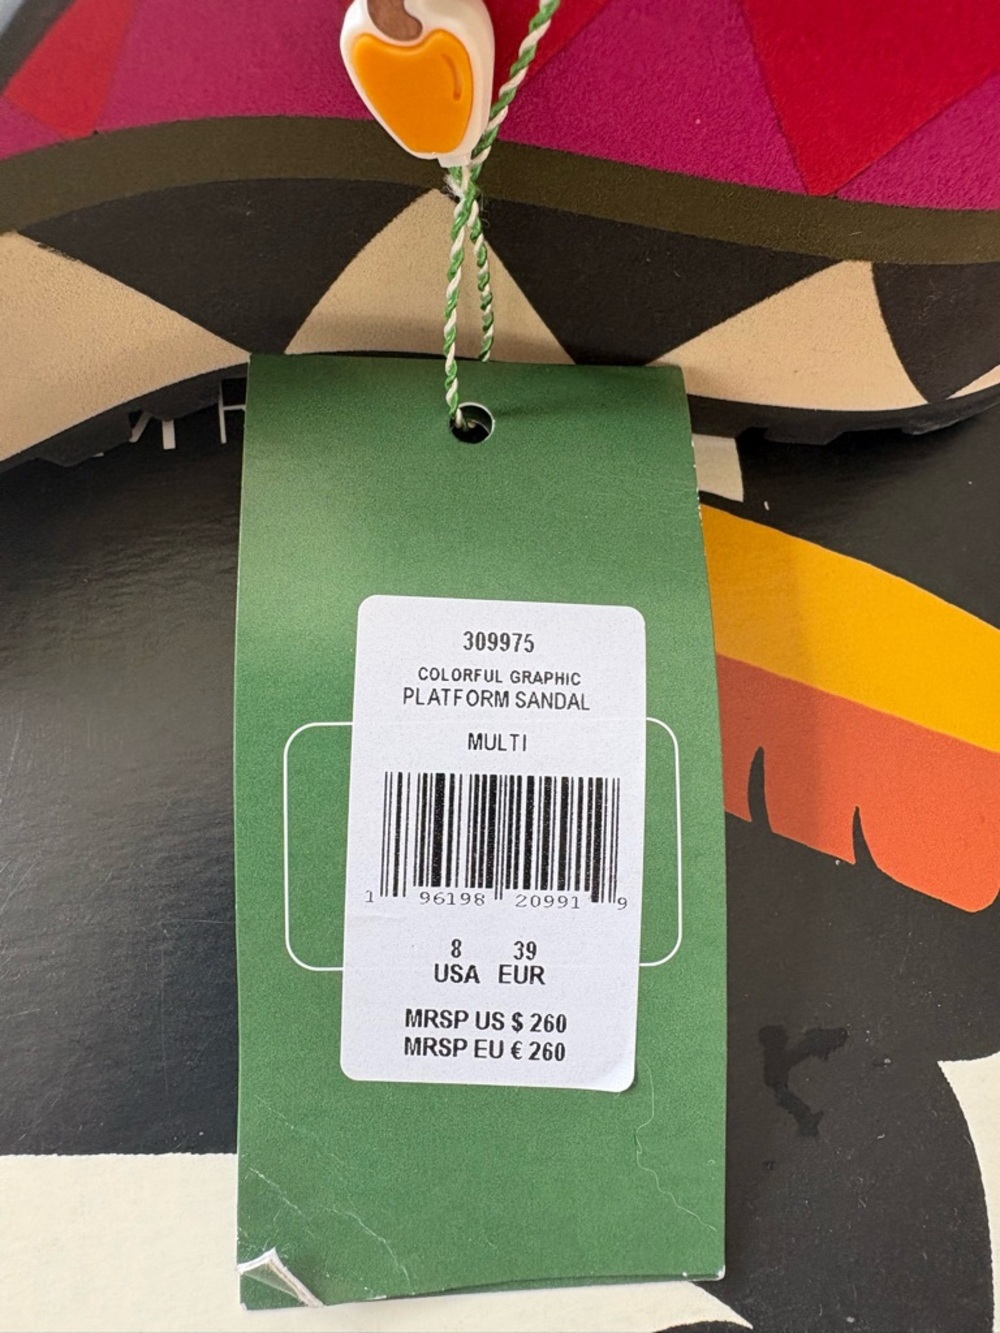 309975
COLORFUL GRAPHIC
PLATFORM SANDAL
MULTI
1 96198 20991 9
8 39
USA EUR
MRSP US $ 260
MRSP EU € 260